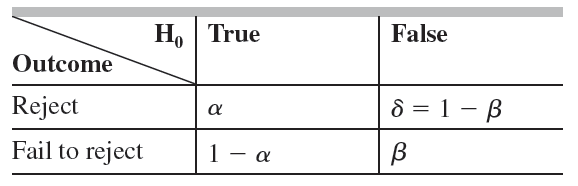 H₀ True False
Outcome
Reject α δ = 1 − β
Fail to reject 1 − α β